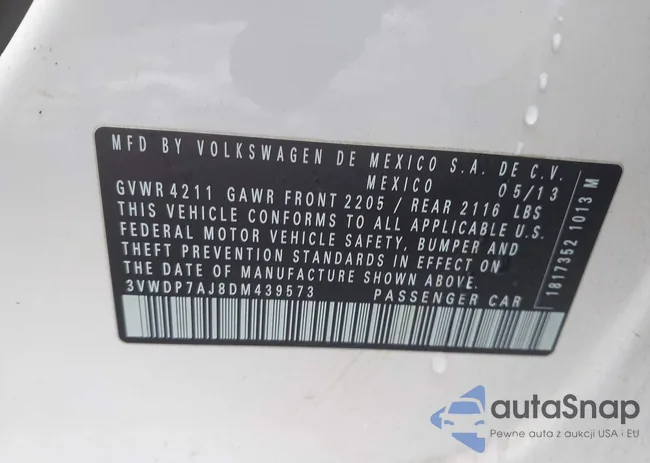 MFD BY VOLKSWAGEN DE MEXICO S.A. DE C.V.
MEXICO 05/13
GVWR 4211 GAWR FRONT 2205 / REAR 2116 LBS
THIS VEHICLE CONFORMS TO ALL APPLICABLE U.S.
FEDERAL MOTOR VEHICLE SAFETY, BUMPER AND
THEFT PREVENTION STANDARDS IN EFFECT ON
THE DATE OF MANUFACTURE SHOWN ABOVE.
3VWDP7AJ8DM439573 PASSENGER CAR
1817352 1013 M
autaSnap
Pewne auta z aukcji USA i EU